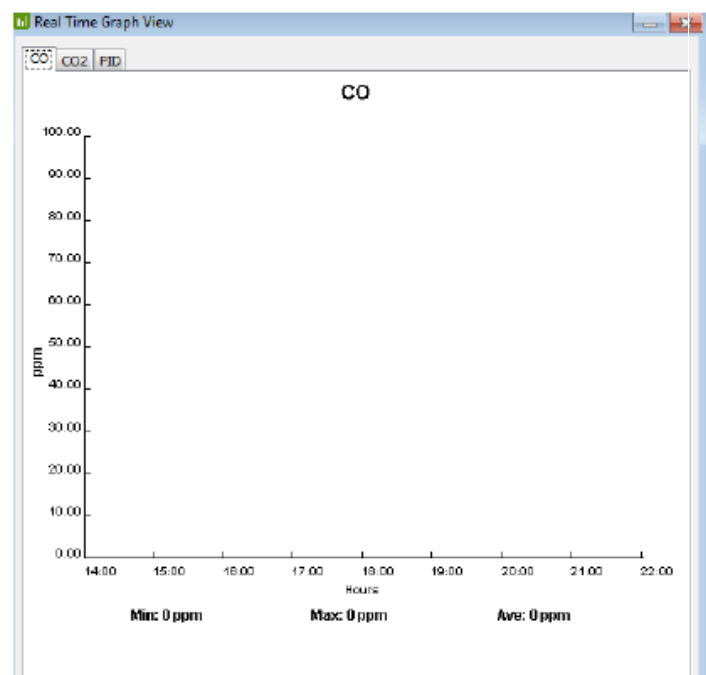 Real Time Graph View
CO CO2 PID
CO
100.00
90.00
80.00
70.00
60.00
50.00
ppm
40.00
30.00
20.00
10.00
0.00
14:00 15:00 16:00 17:00 18:00 19:00 20:00 21:00 22:00
Hours
Min: 0 ppm Max: 0 ppm Ave: 0 ppm